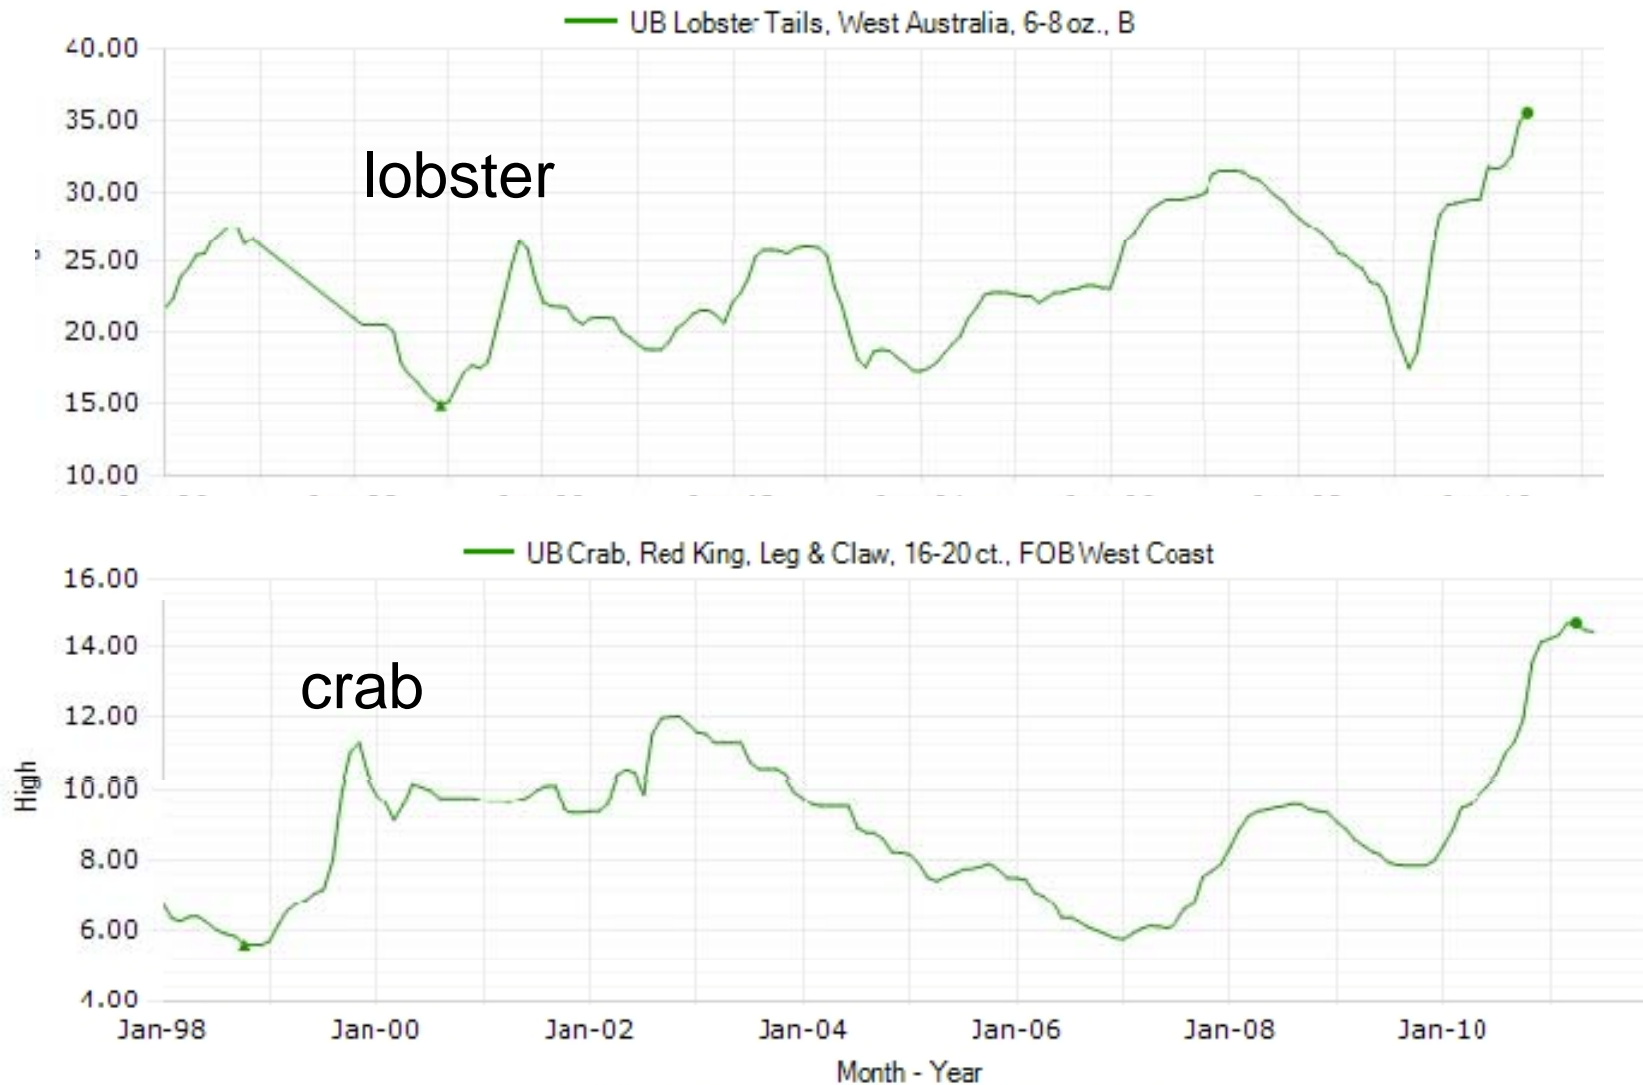 UB Lobster Tails, West Australia, 6-8 oz., B
40.00
35.00
lobster
30.00
25.00
20.00
15.00
10.00
UB Crab, Red King, Leg & Claw, 16-20 ct., FOB West Coast
16.00
14.00
crab
12.00
High
10.00
8.00
6.00
4.00
Jan-98 Jan-00 Jan-02 Jan-04 Jan-06 Jan-08 Jan-10
Month - Year